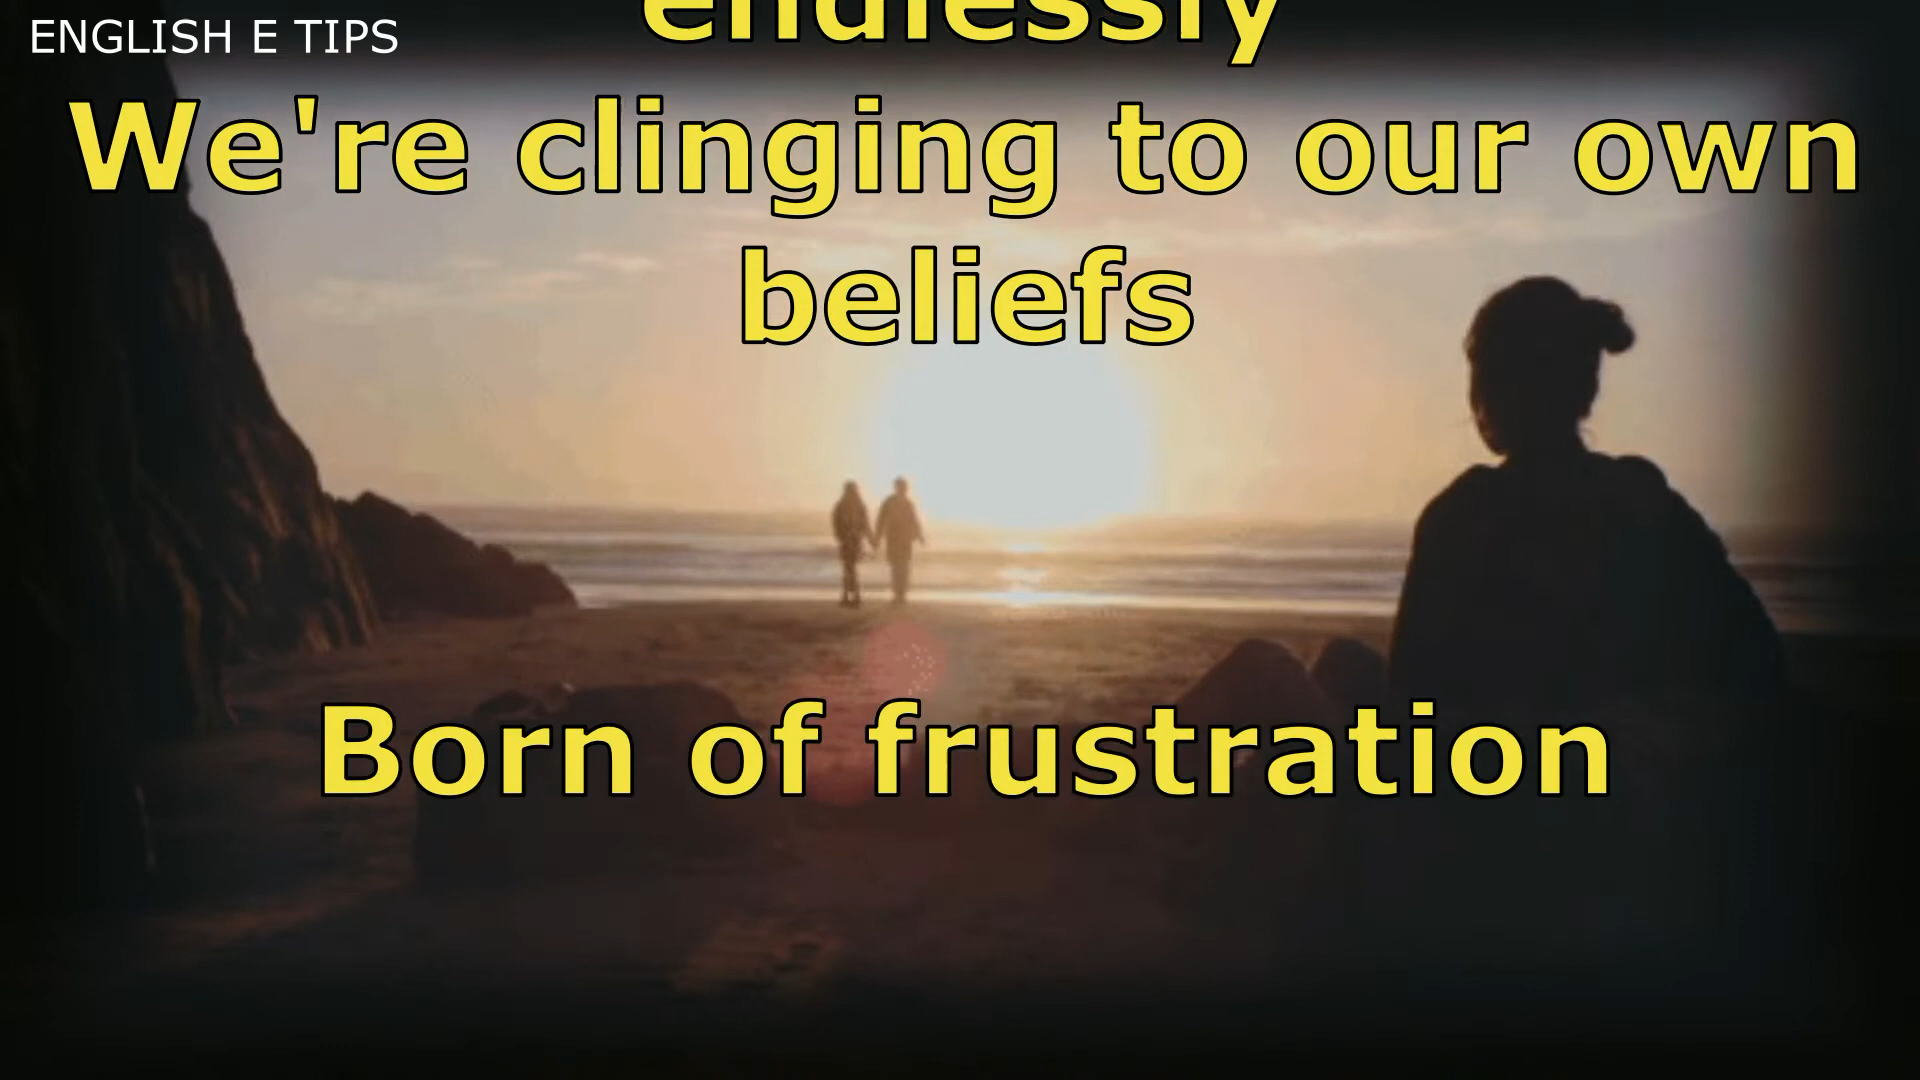 ENGLISH E TIPS
endlessly
We're clinging to our own
beliefs
Born of frustration